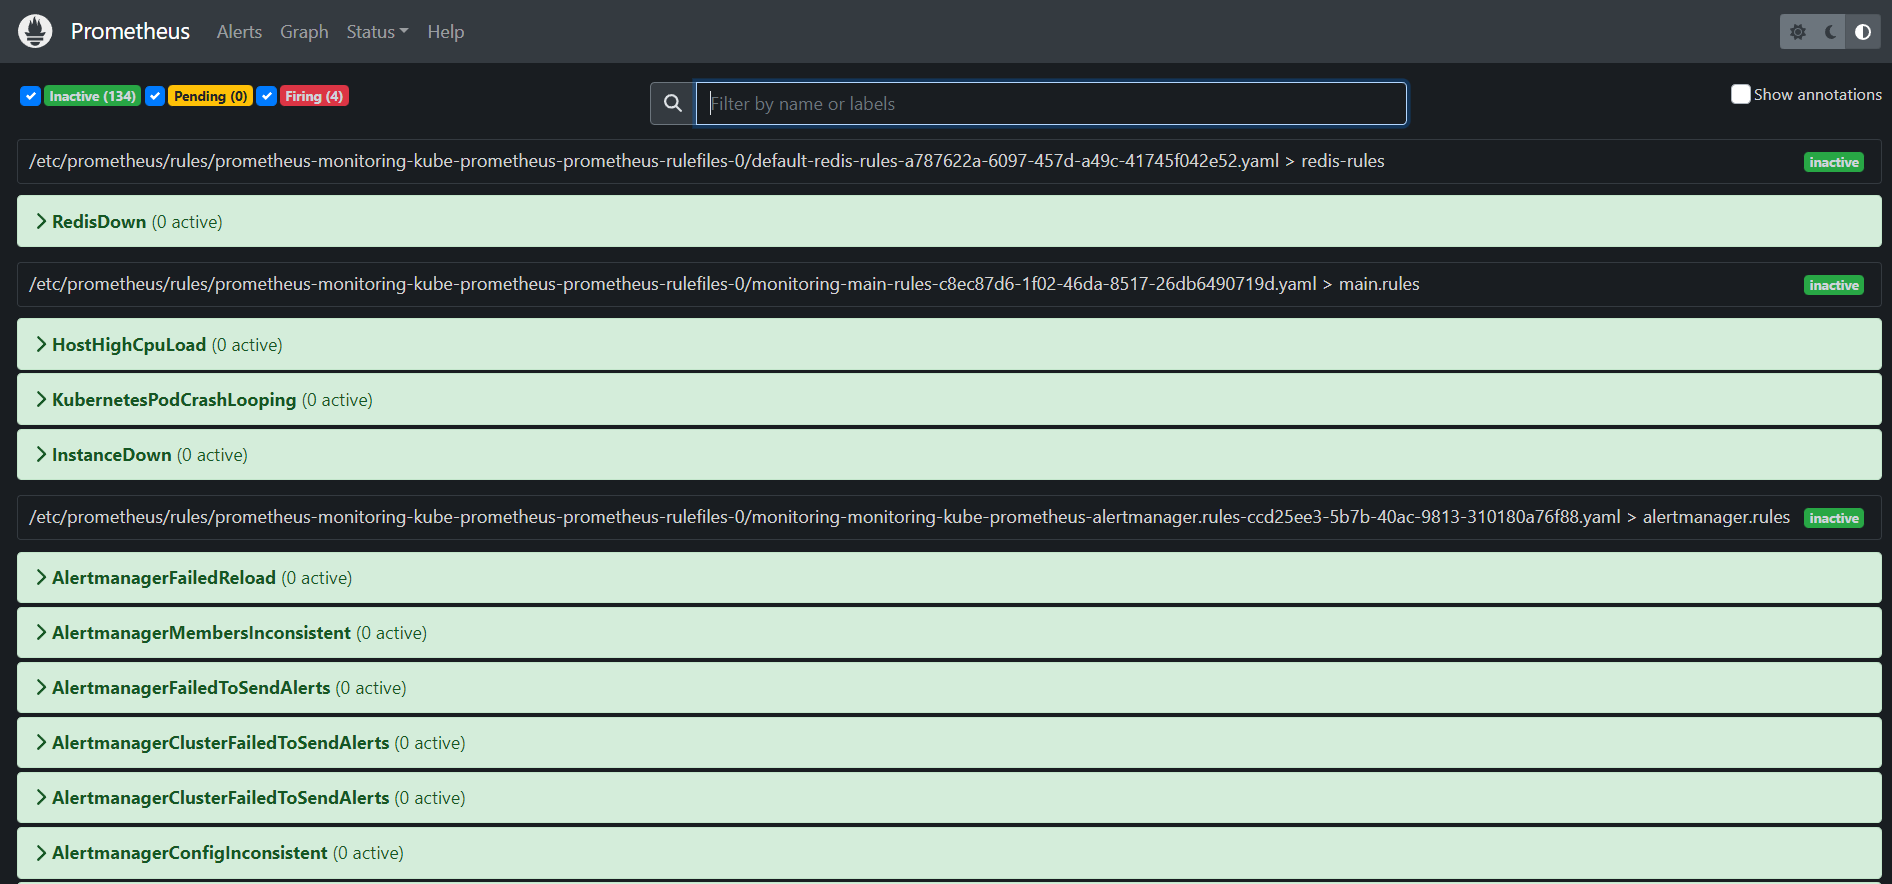 Prometheus Alerts Graph Status Help
Inactive (134) Pending (0) Firing (4) Filter by name or labels Show annotations
/etc/prometheus/rules/prometheus-monitoring-kube-prometheus-prometheus-rulefiles-0/default-redis-rules-a787622a-6097-457d-a49c-41745f042e52.yaml > redis-rules inactive
RedisDown (0 active)
/etc/prometheus/rules/prometheus-monitoring-kube-prometheus-prometheus-rulefiles-0/monitoring-main-rules-c8ec87d6-1f02-46da-8517-26db6490719d.yaml > main.rules inactive
HostHighCpuLoad (0 active)
KubernetesPodCrashLooping (0 active)
InstanceDown (0 active)
/etc/prometheus/rules/prometheus-monitoring-kube-prometheus-prometheus-rulefiles-0/monitoring-monitoring-kube-prometheus-alertmanager.rules-ccd25ee3-5b7b-40ac-9813-310180a76f88.yaml > alertmanager.rules inactive
AlertmanagerFailedReload (0 active)
AlertmanagerMembersInconsistent (0 active)
AlertmanagerFailedToSendAlerts (0 active)
AlertmanagerClusterFailedToSendAlerts (0 active)
AlertmanagerClusterFailedToSendAlerts (0 active)
AlertmanagerConfigInconsistent (0 active)